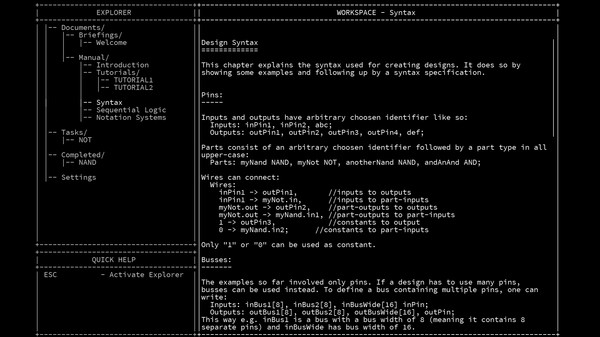 EXPLORER
|-- Documents/
|-- Briefings/
|-- Welcome
|-- Manual/
|-- Introduction
|-- Tutorials/
|-- TUTORIAL1
|-- TUTORIAL2
|-- Syntax
|-- Sequential Logic
|-- Notation Systems
|-- Tasks/
|-- NOT
|-- Completed/
|-- NAND
|-- Settings
QUICK HELP
ESC - Activate Explorer
WORKSPACE - Syntax
Design Syntax
=============
This chapter explains the syntax used for creating designs. It does so by
showing some examples and following up by a syntax specification.
Pins:
-----
Inputs and outputs have arbitrary choosen identifier like so:
Inputs: inPin1, inPin2, abc;
Outputs: outPin1, outPin2, outPin3, outPin4, def;
Parts consist of an arbitrary choosen identifier followed by a part type in all
upper-case:
Parts: myNand NAND, myNot NOT, anotherNand NAND, andAnAnd AND;
Wires can connect:
Wires:
inPin1 -> outPin1, //inputs to outputs
inPin1 -> myNot.in, //inputs to part-inputs
myNot.out -> outPin2, //part-outputs to outputs
myNot.out -> myNand.in1, //part-outputs to part-inputs
1 -> outPin3, //constants to output
0 -> myNand.in2; //constants to part-inputs
Only "1" or "0" can be used as constant.
Busses:
-------
The examples so far involved only pins. If a design has to use many pins,
busses can be used instead. To define a bus containing multiple pins, one can
write:
Inputs: inBus1[8], inBus2[8], inBusWide[16] inPin;
Outputs: outBus1[8], outBus2[8], outBusWide[16], outPin;
This way e.g. inBus1 is a bus with a bus width of 8 (meaning it contains 8
separate pins) and inBusWide has bus width of 16.